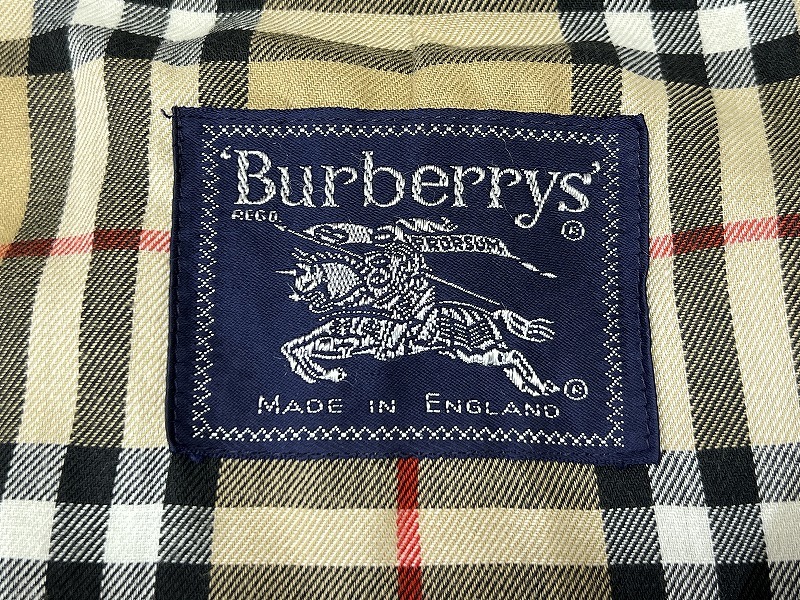 'Burberrys'
REGD.
PRORSUM.
®
®
MADE IN ENGLAND